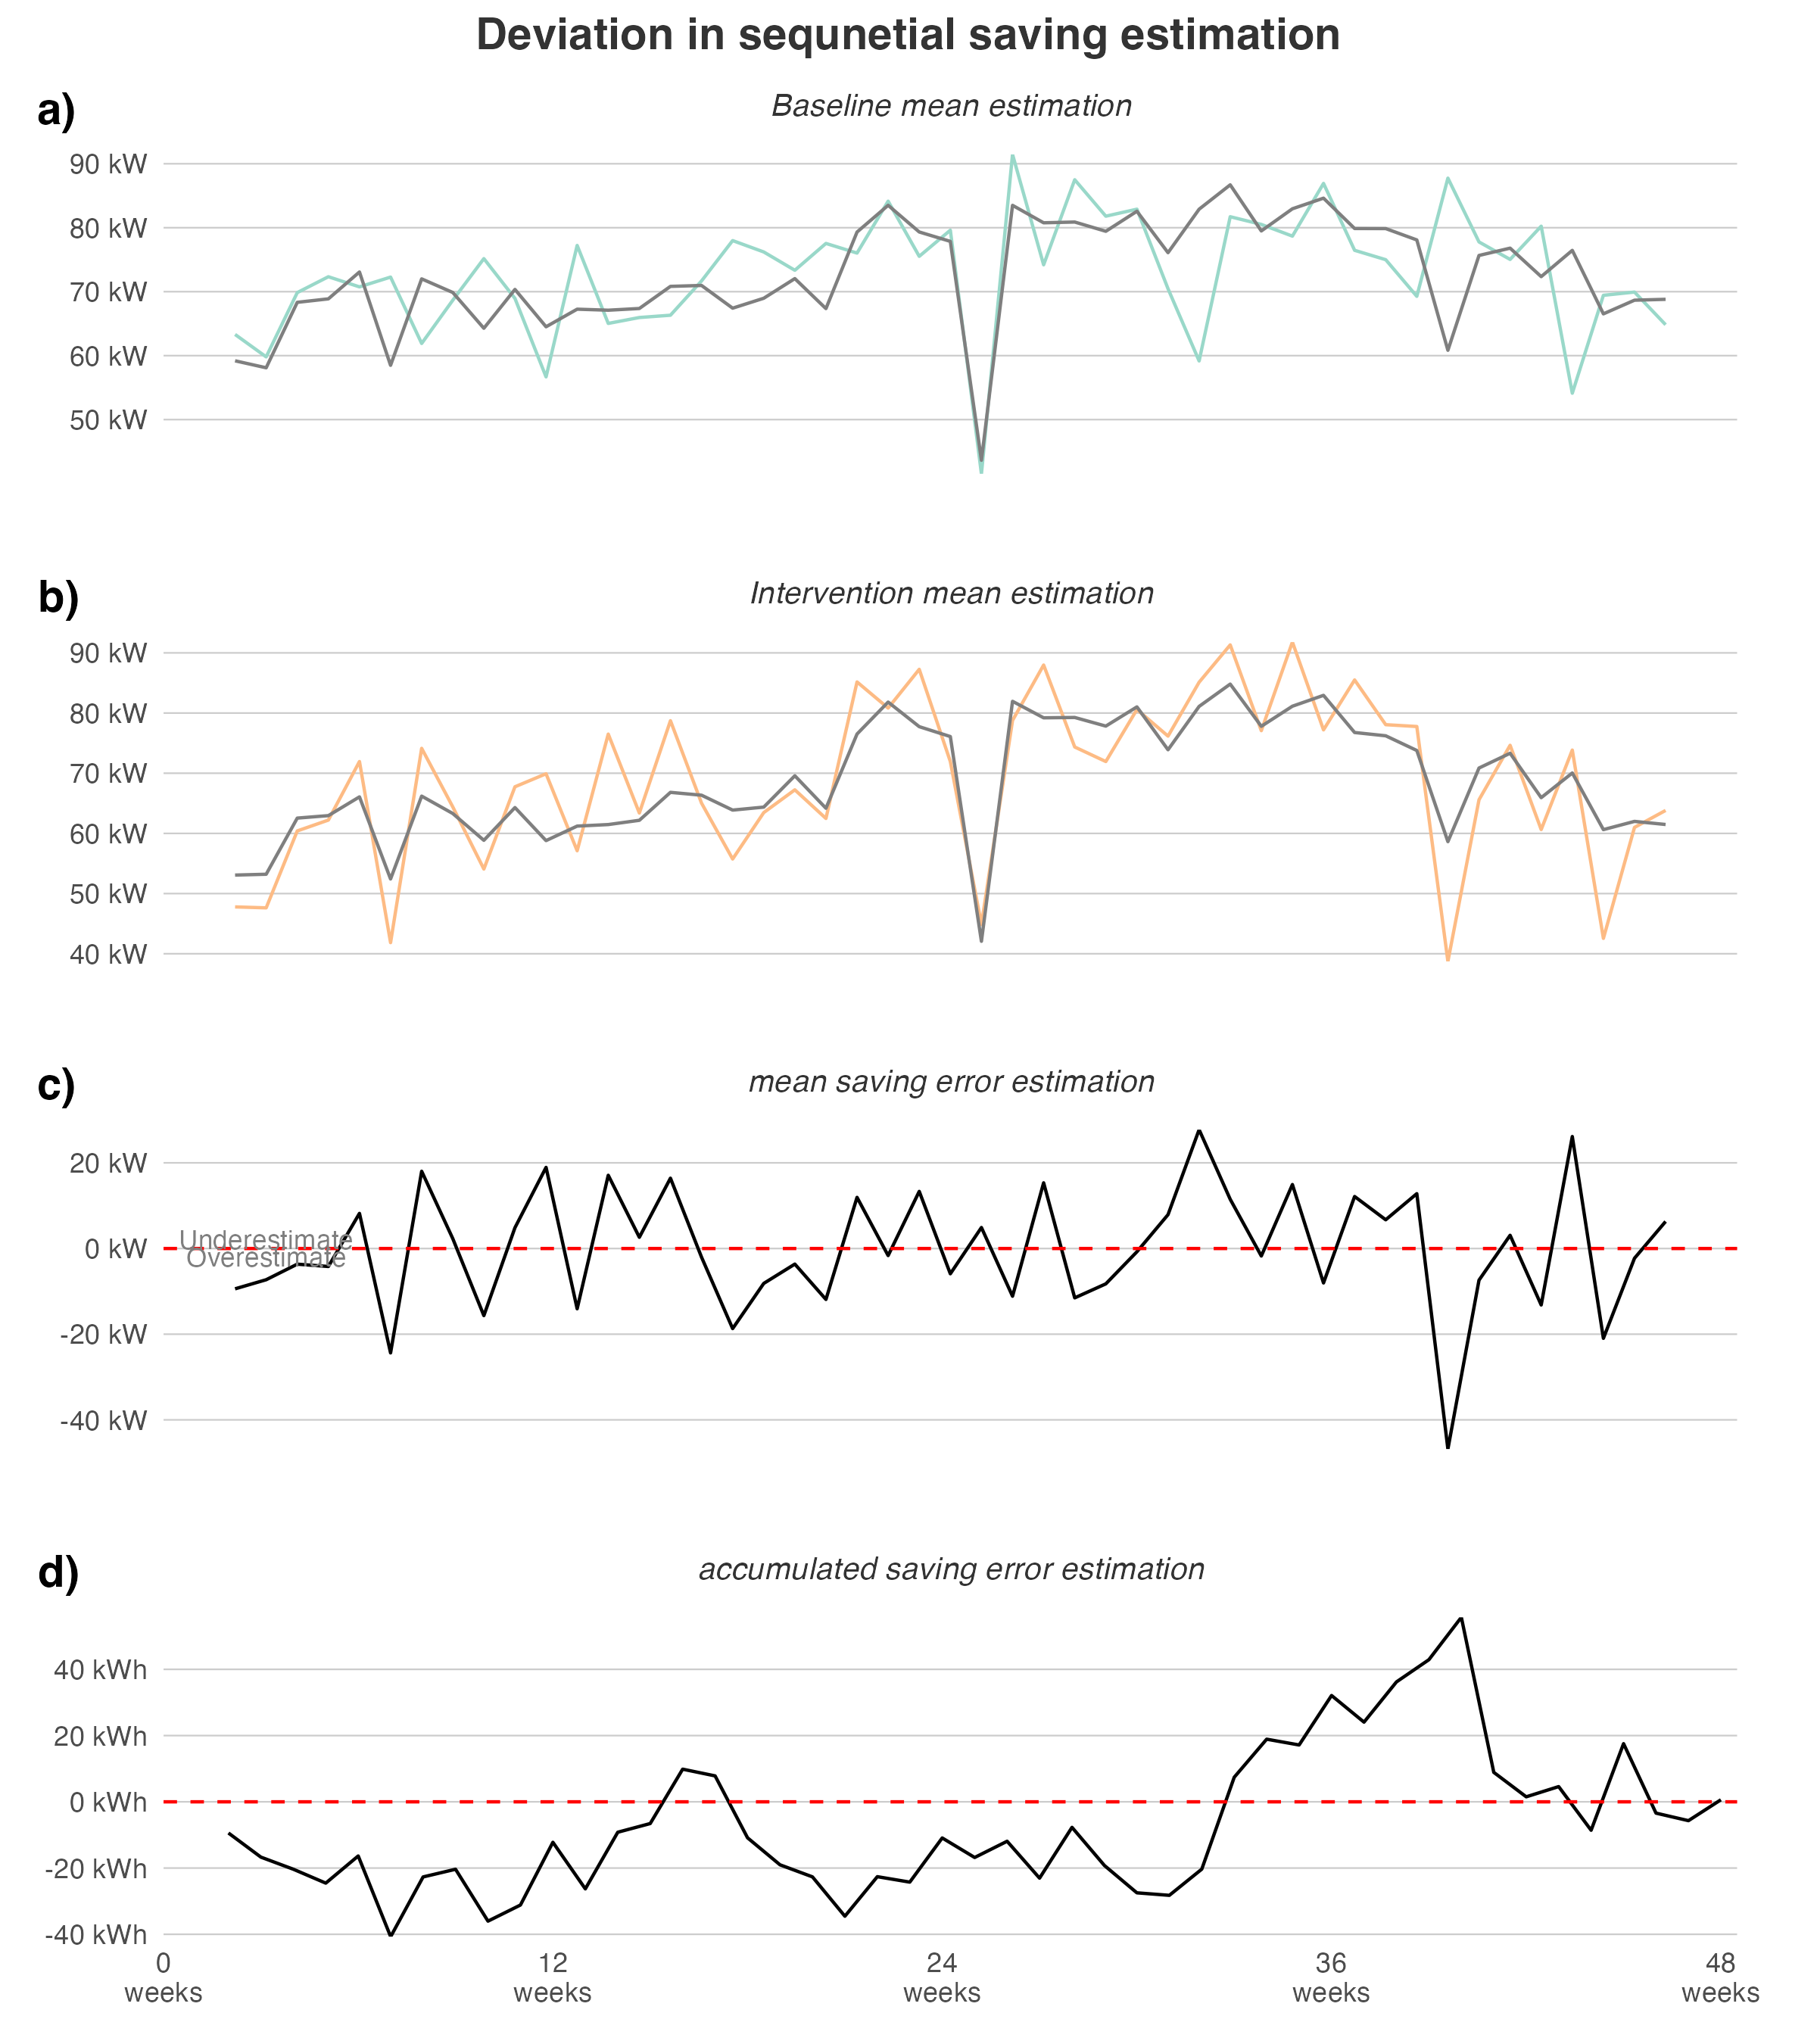 Deviation in sequnetial saving estimation
a)
Baseline mean estimation
90 kW
80 kW
70 kW
60 kW
50 kW
b)
Intervention mean estimation
90 kW
80 kW
70 kW
60 kW
50 kW
40 kW
c)
mean saving error estimation
20 kW
Underestimate
0 kW
Overestimate
-20 kW
-40 kW
d)
accumulated saving error estimation
40 kWh
20 kWh
0 kWh
-20 kWh
-40 kWh
0 12 24 36 48
weeks weeks weeks weeks weeks